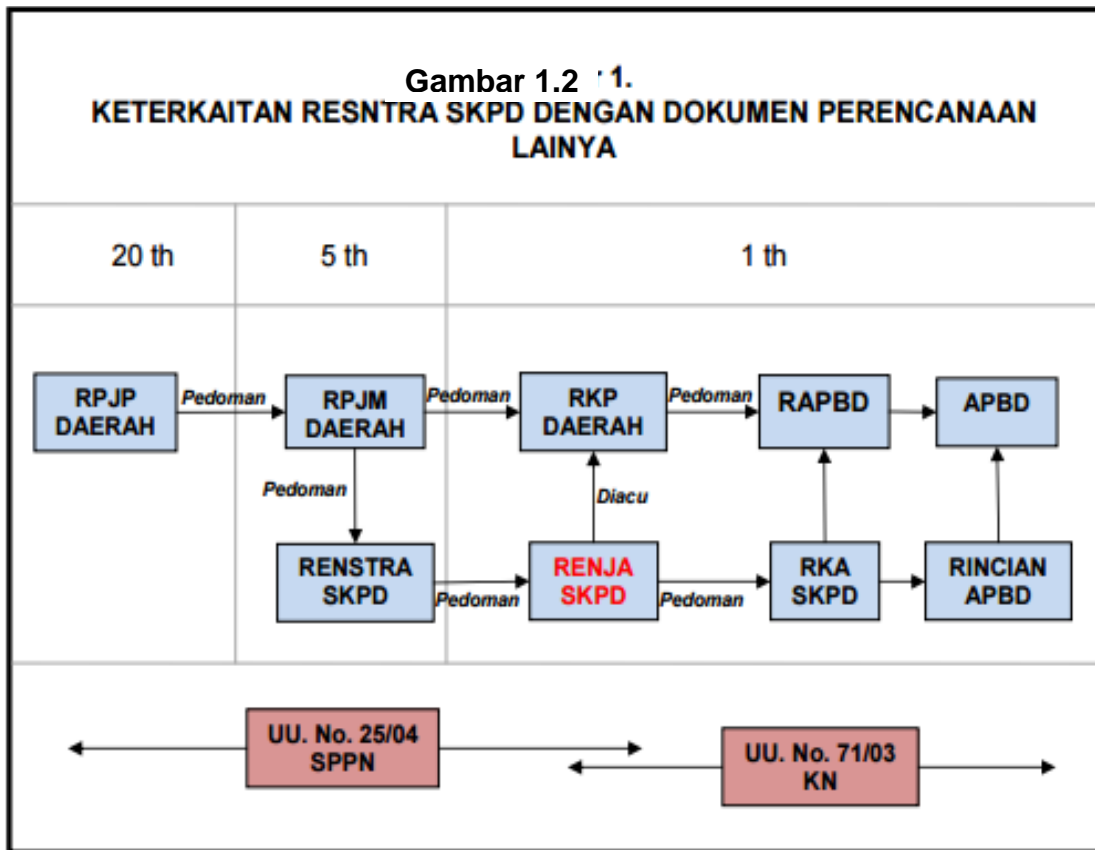 Gambar 1.2 1.
KETERKAITAN RESNTRA SKPD DENGAN DOKUMEN PERENCANAAN
LAINYA
20 th
5 th
1 th
RPJP
DAERAH
Pedoman
RPJM
DAERAH
Pedoman
RKP
DAERAH
Pedoman
RAPBD
APBD
Pedoman
Diacu
RENSTRA
SKPD
Pedoman
RENJA
SKPD
Pedoman
RKA
SKPD
RINCIAN
APBD
UU. No. 25/04
SPPN
UU. No. 71/03
KN